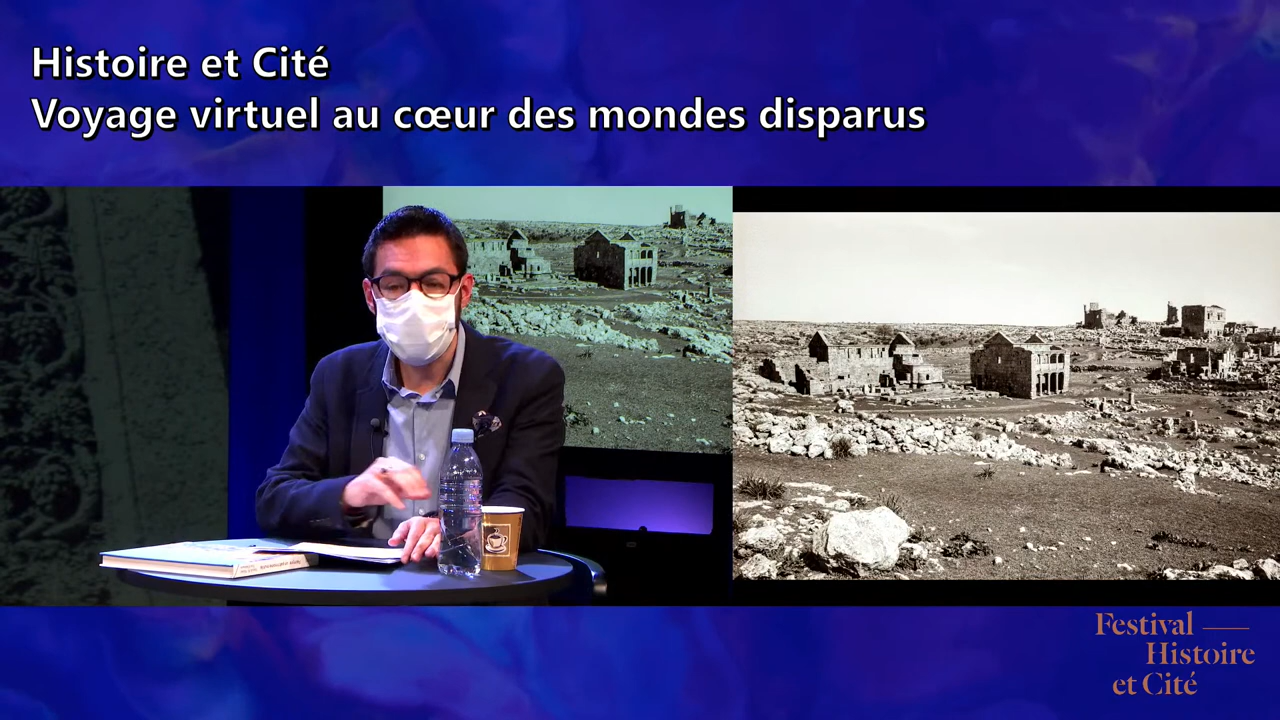 Histoire et Cité
Voyage virtuel au cœur des mondes disparus
Festival
Histoire
et Cité